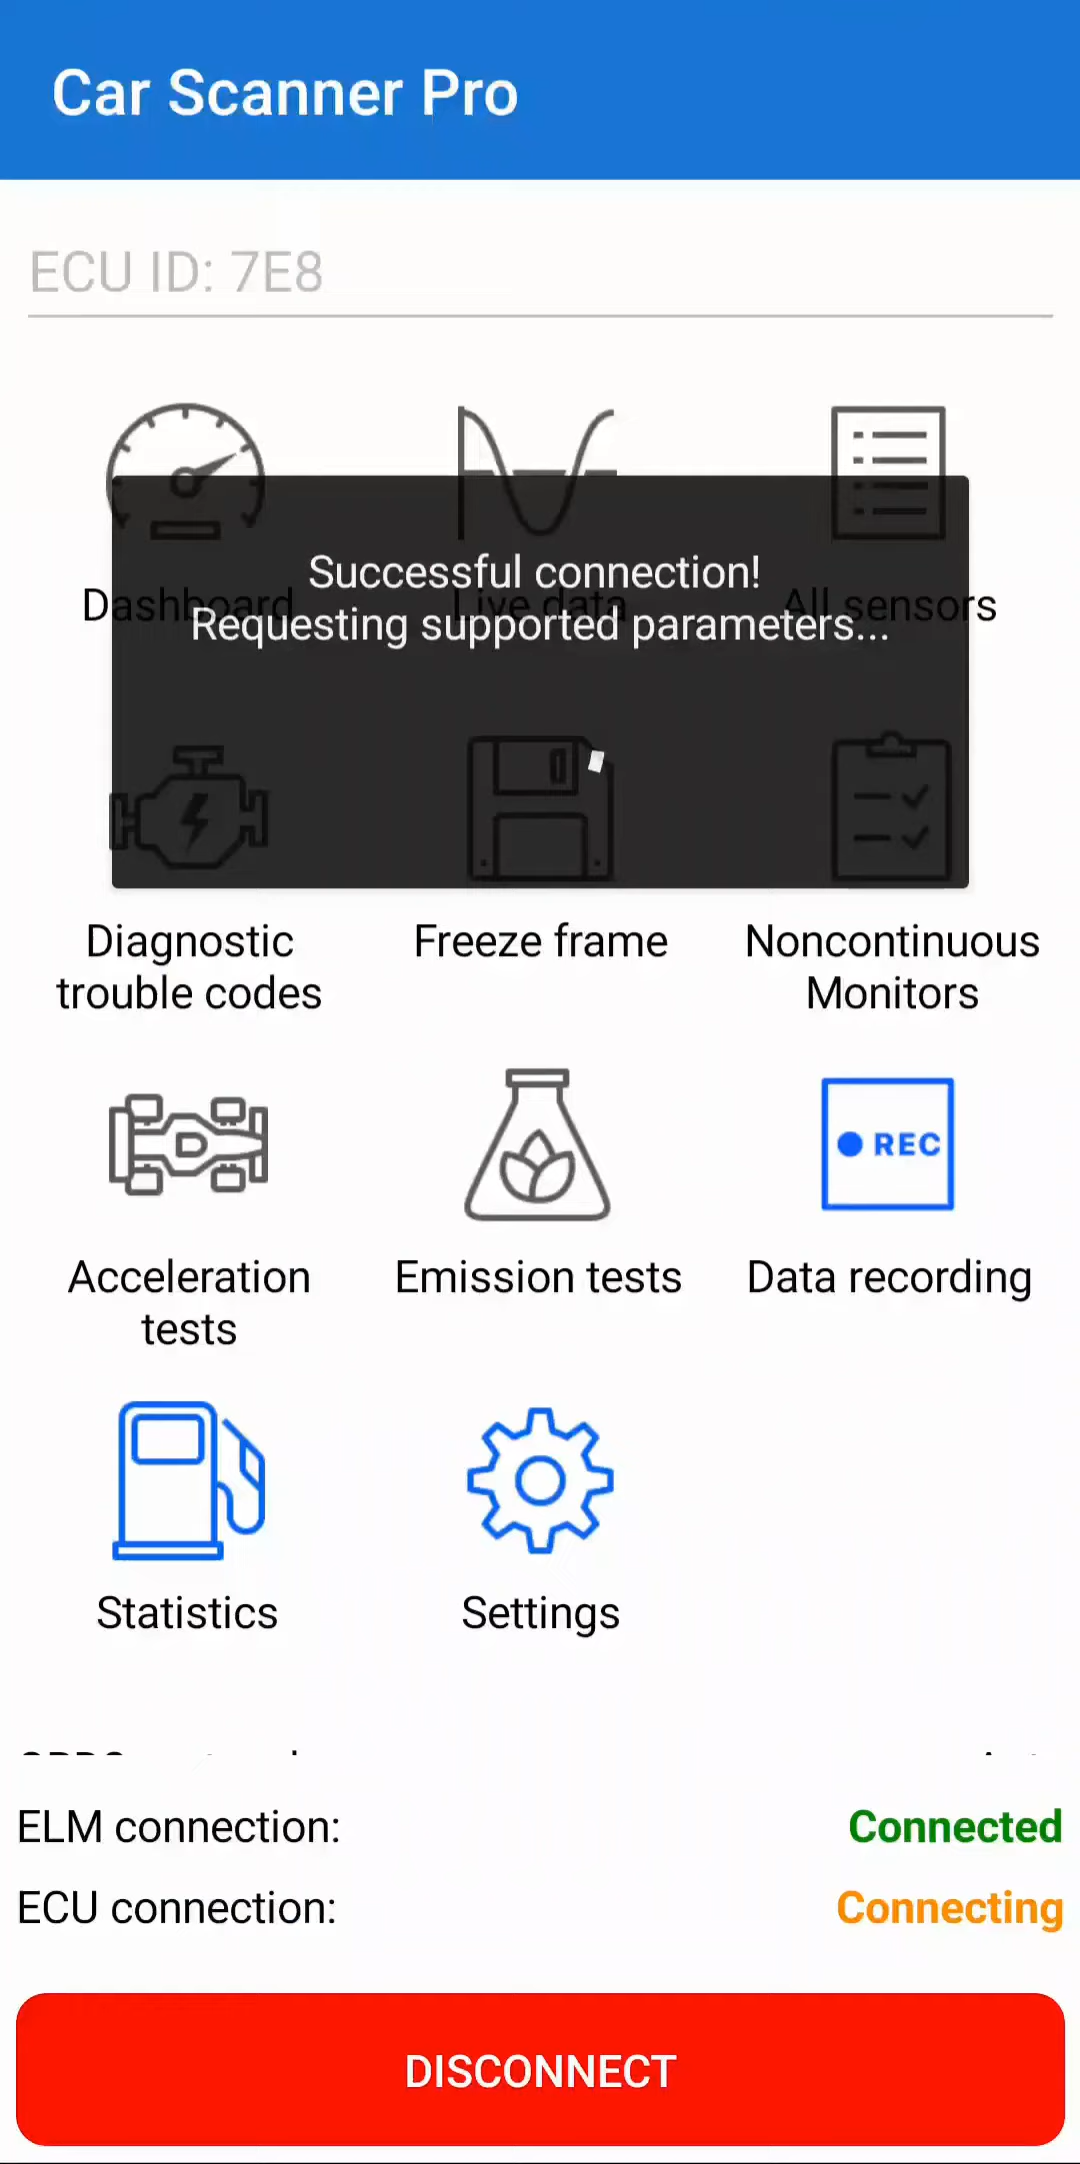 Car Scanner Pro
ECU ID: 7E8
Successful connection!
Dashboard Live data All sensors
Requesting supported parameters...
Diagnostic trouble codes
Freeze frame
Noncontinuous Monitors
REC
Acceleration tests
Emission tests
Data recording
Statistics
Settings
ELM connection: Connected
ECU connection: Connecting
DISCONNECT